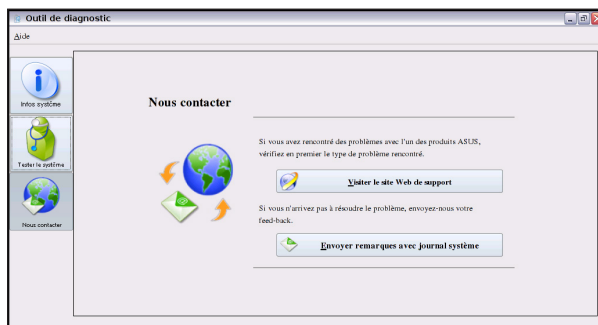 Outil de diagnostic
Aide
Infos système
Tester le système
Nous contacter
Nous contacter
Si vous avez rencontré des problèmes avec l'un des produits ASUS,
vérifiez en premier le type de problème rencontré.
Visiter le site Web de support
Si vous n'arrivez pas à résoudre le problème, envoyez-nous votre
feed-back.
Envoyer remarques avec journal système